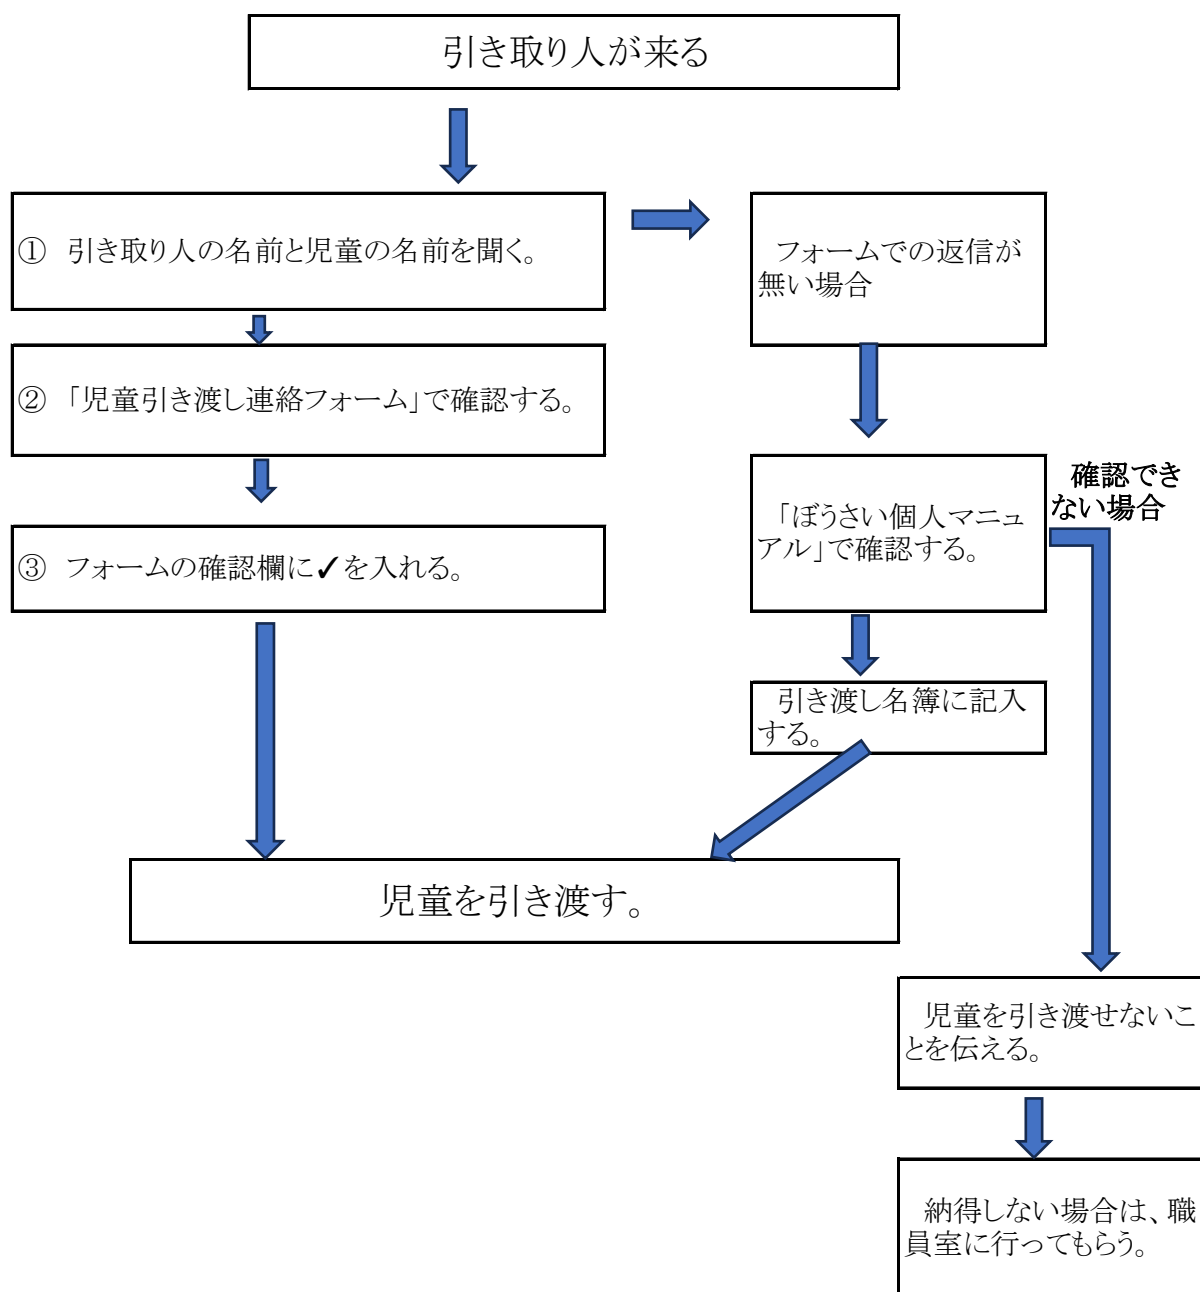 引き取り人が来る
① 引き取り人の名前と児童の名前を聞く。
② 「児童引き渡し連絡フォーム」で確認する。
③ フォームの確認欄に✓を入れる。
フォームでの返信が
無い場合
「ぼうさい個人マニュ
アル」で確認する。
確認でき
ない場合
引き渡し名簿に記入
する。
児童を引き渡す。
児童を引き渡せないこ
とを伝える。
納得しない場合は、職
員室に行ってもらう。